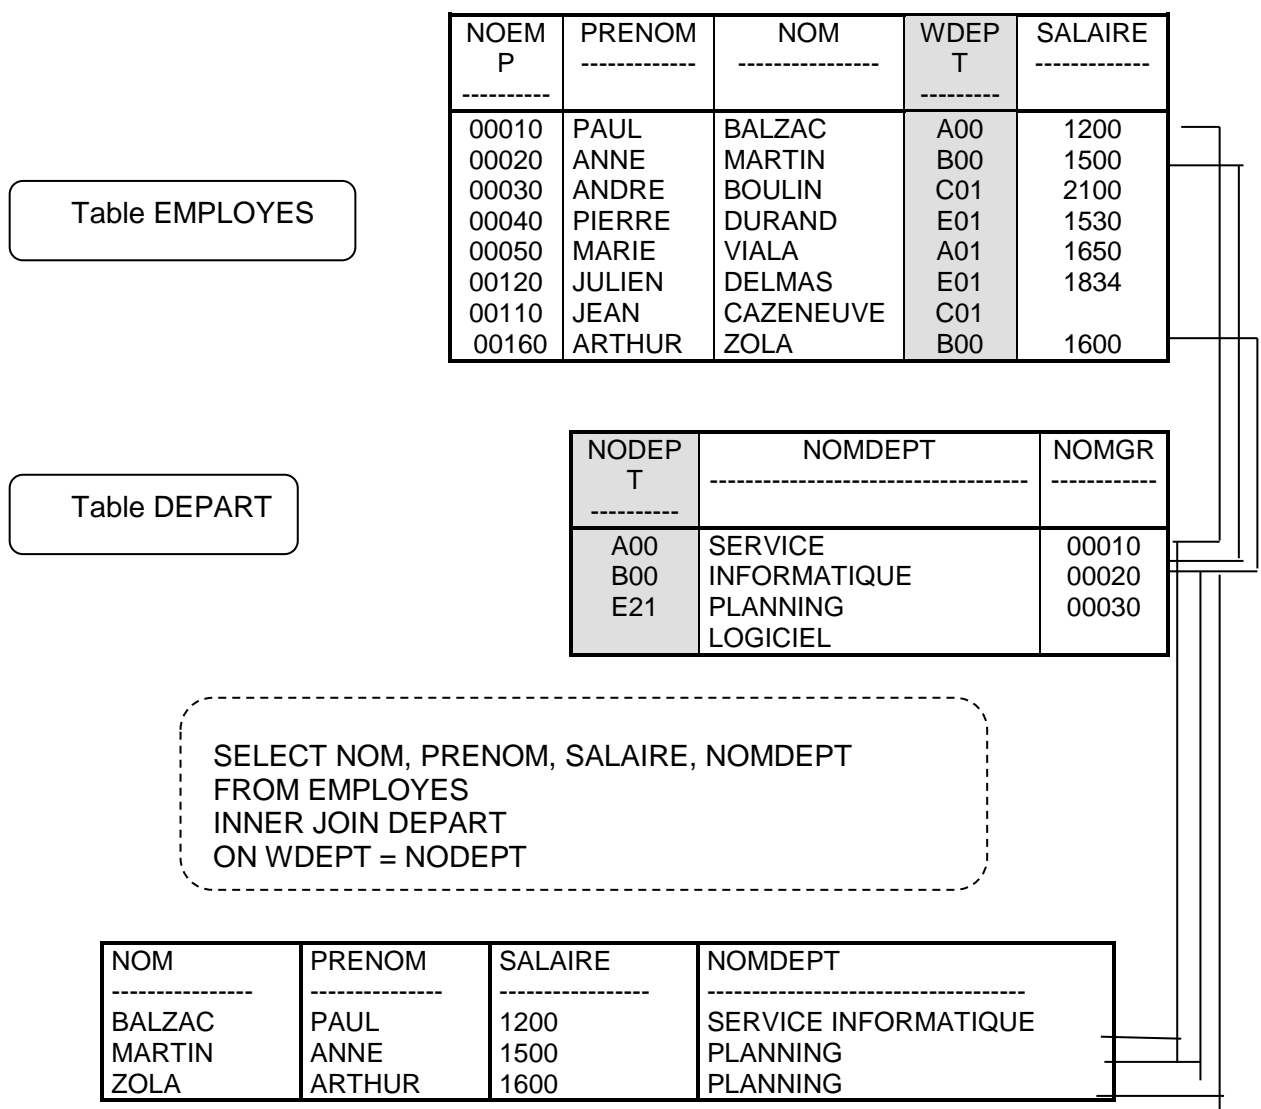 NOEM PRENOM NOM WDEP SALAIRE
P ------------- ---------------- T -------------
---------- ---------
00010 PAUL BALZAC A00 1200
00020 ANNE MARTIN B00 1500
00030 ANDRE BOULIN C01 2100
Table EMPLOYES
00040 PIERRE DURAND E01 1530
00050 MARIE VIALA A01 1650
00120 JULIEN DELMAS E01 1834
00110 JEAN CAZENEUVE C01
00160 ARTHUR ZOLA B00 1600
NODEP NOMDEPT NOMGR
T ------------------------------------ ------------
----------
Table DEPART
A00 SERVICE 00010
B00 INFORMATIQUE 00020
E21 PLANNING 00030
LOGICIEL
SELECT NOM, PRENOM, SALAIRE, NOMDEPT
FROM EMPLOYES
INNER JOIN DEPART
ON WDEPT = NODEPT
NOM PRENOM SALAIRE NOMDEPT
---------------- --------------- ----------------- ------------------------------------
BALZAC PAUL 1200 SERVICE INFORMATIQUE
MARTIN ANNE 1500 PLANNING
ZOLA ARTHUR 1600 PLANNING